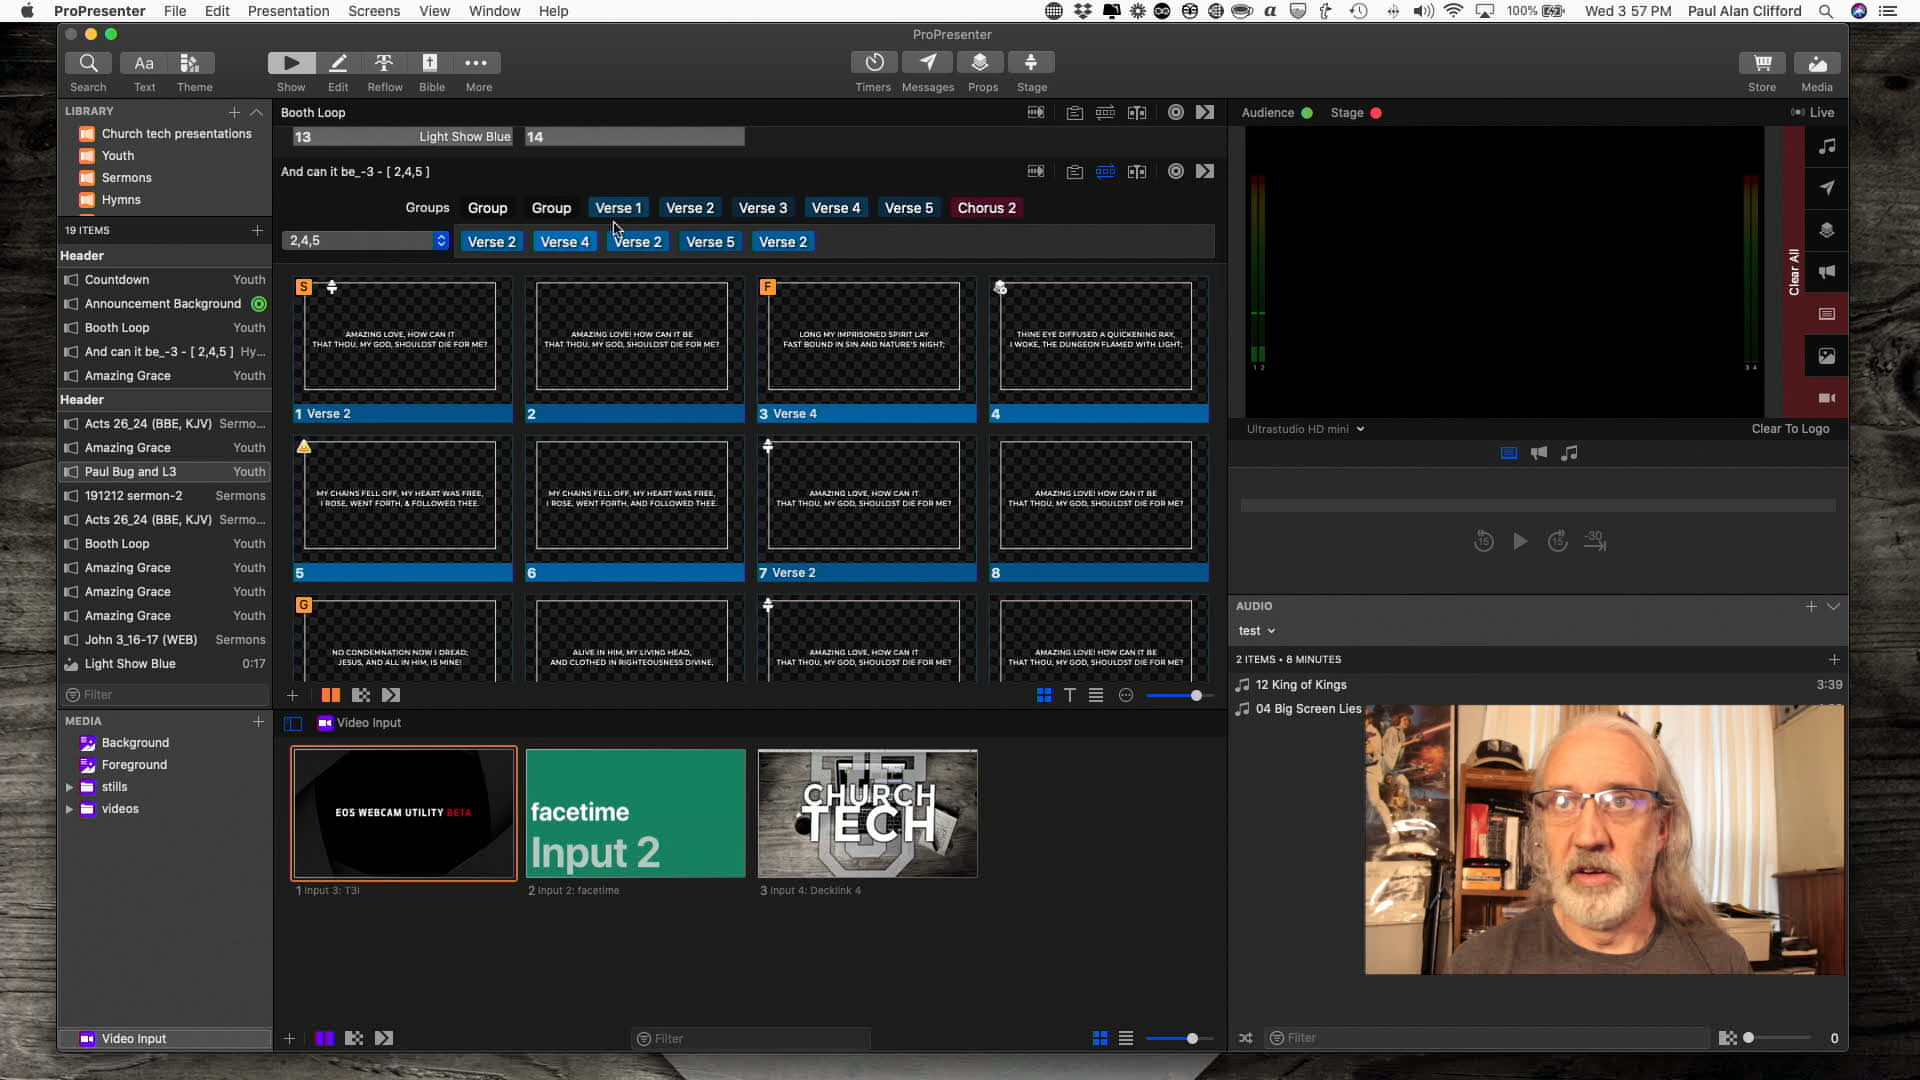 ProPresenter File Edit Presentation Screens View Window Help
100% Wed 3 57 PM Paul Alan Clifford
ProPresenter
Aa
Search Text Theme Show Edit Reflow Bible More Timers Messages Props Stage Store Media
LIBRARY
Church tech presentations
Youth
Sermons
Hymns
19 ITEMS
Header
Countdown Youth
Announcement Background
Booth Loop Youth
And can it be_-3 - [ 2,4,5 ] Hy...
Amazing Grace Youth
Header
Acts 26_24 (BBE, KJV) Sermo...
Amazing Grace Youth
Paul Bug and L3 Youth
191212 sermon-2 Sermons
Acts 26_24 (BBE, KJV) Sermo...
Booth Loop Youth
Amazing Grace Youth
Amazing Grace Youth
Amazing Grace Youth
John 3_16-17 (WEB) Sermons
Light Show Blue 0:17
Filter
MEDIA
Background
Foreground
stills
videos
Video Input
Booth Loop
13 Light Show Blue 14
And can it be_-3 - [ 2,4,5 ]
Groups Group Group Verse 1 Verse 2 Verse 3 Verse 4 Verse 5 Chorus 2
2,4,5 Verse 2 Verse 4 Verse 2 Verse 5 Verse 2
S
AMAZING LOVE, HOW CAN IT
THAT THOU, MY GOD, SHOULDST DIE FOR ME?
1 Verse 2
AMAZING LOVE! HOW CAN IT BE
THAT THOU, MY GOD, SHOULDST DIE FOR ME?
2
F
LONG MY IMPRISONED SPIRIT LAY
FAST BOUND IN SIN AND NATURE'S NIGHT;
3 Verse 4
THINE EYE DIFFUSED A QUICKENING RAY,
I WOKE, THE DUNGEON FLAMED WITH LIGHT;
4
MY CHAINS FELL OFF, MY HEART WAS FREE,
I ROSE, WENT FORTH, & FOLLOWED THEE.
5
MY CHAINS FELL OFF, MY HEART WAS FREE,
I ROSE, WENT FORTH, AND FOLLOWED THEE.
6
AMAZING LOVE, HOW CAN IT
THAT THOU, MY GOD, SHOULDST DIE FOR ME?
7 Verse 2
AMAZING LOVE! HOW CAN IT BE
THAT THOU, MY GOD, SHOULDST DIE FOR ME?
8
G
NO CONDEMNATION NOW I DREAD;
JESUS, AND ALL IN HIM, IS MINE!
ALIVE IN HIM, MY LIVING HEAD,
AND CLOTHED IN RIGHTEOUSNESS DIVINE,
AMAZING LOVE, HOW CAN IT
THAT THOU, MY GOD, SHOULDST DIE FOR ME?
AMAZING LOVE! HOW CAN IT BE
THAT THOU, MY GOD, SHOULDST DIE FOR ME?
Video Input
EOS WEBCAM UTILITY BETA
1 Input 3: T3i
facetime
Input 2
2 Input 2: facetime
CHURCH
TECH
3 Input 4: Decklink 4
Filter
Audience Stage Live
Clear All
1 2 3 4
Ultrastudio HD mini Clear To Logo
15 15 -30
AUDIO
test
2 ITEMS • 8 MINUTES
12 King of Kings 3:39
04 Big Screen Lies
Filter 0